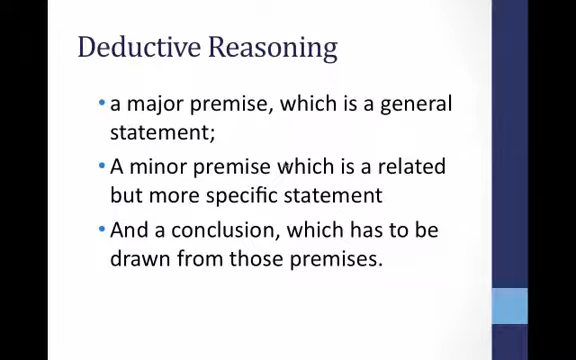 Deductive Reasoning
• a major premise, which is a general
statement;
• A minor premise which is a related
but more specific statement
• And a conclusion, which has to be
drawn from those premises.